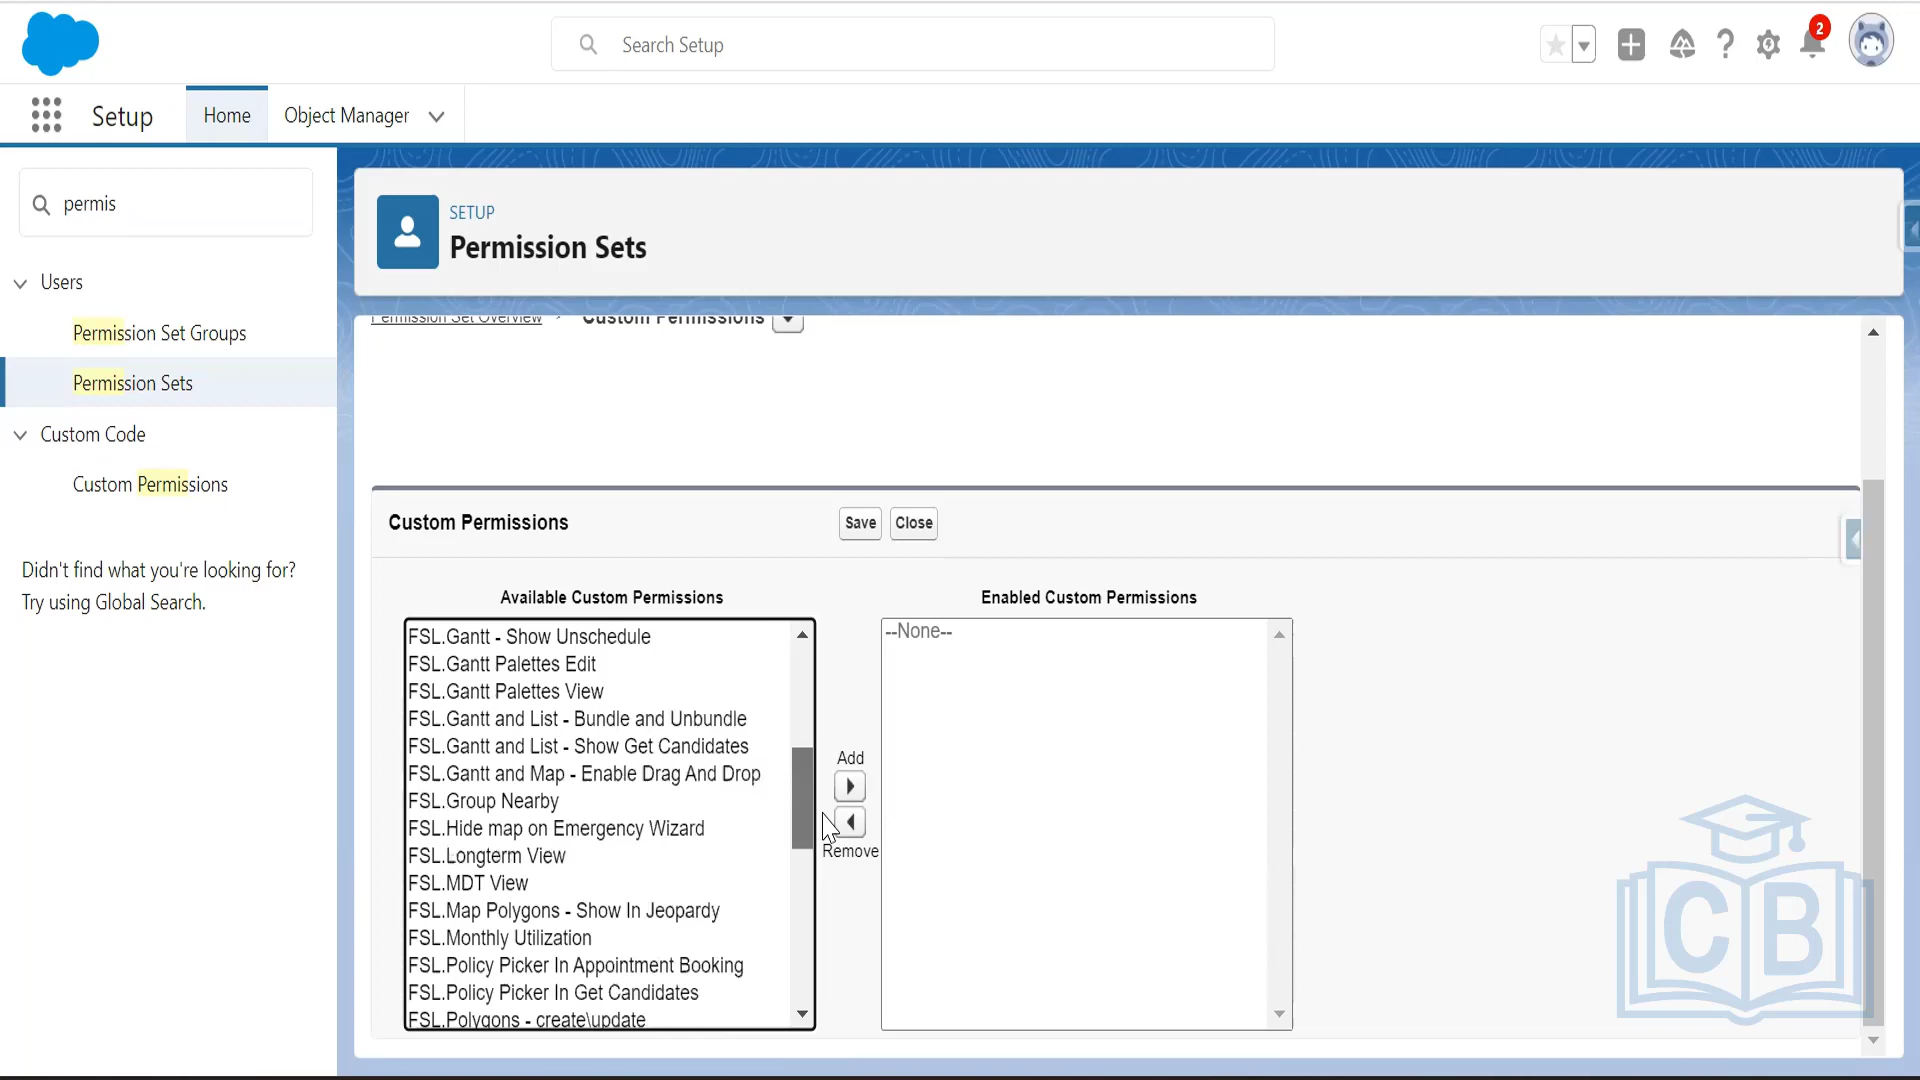 Search Setup
2
Setup
Home
Object Manager
permis
Users
Permission Set Groups
Permission Sets
Custom Code
Custom Permissions
Didn't find what you're looking for?
Try using Global Search.
SETUP
Permission Sets
Permission Set Overview > Custom Permissions
Custom Permissions
Save
Close
Available Custom Permissions
FSL.Gantt - Show Unschedule
FSL.Gantt Palettes Edit
FSL.Gantt Palettes View
FSL.Gantt and List - Bundle and Unbundle
FSL.Gantt and List - Show Get Candidates
FSL.Gantt and Map - Enable Drag And Drop
FSL.Group Nearby
FSL.Hide map on Emergency Wizard
FSL.Longterm View
FSL.MDT View
FSL.Map Polygons - Show In Jeopardy
FSL.Monthly Utilization
FSL.Policy Picker In Appointment Booking
FSL.Policy Picker In Get Candidates
FSL.Polygons - create\update
Add
Remove
Enabled Custom Permissions
--None--
CB